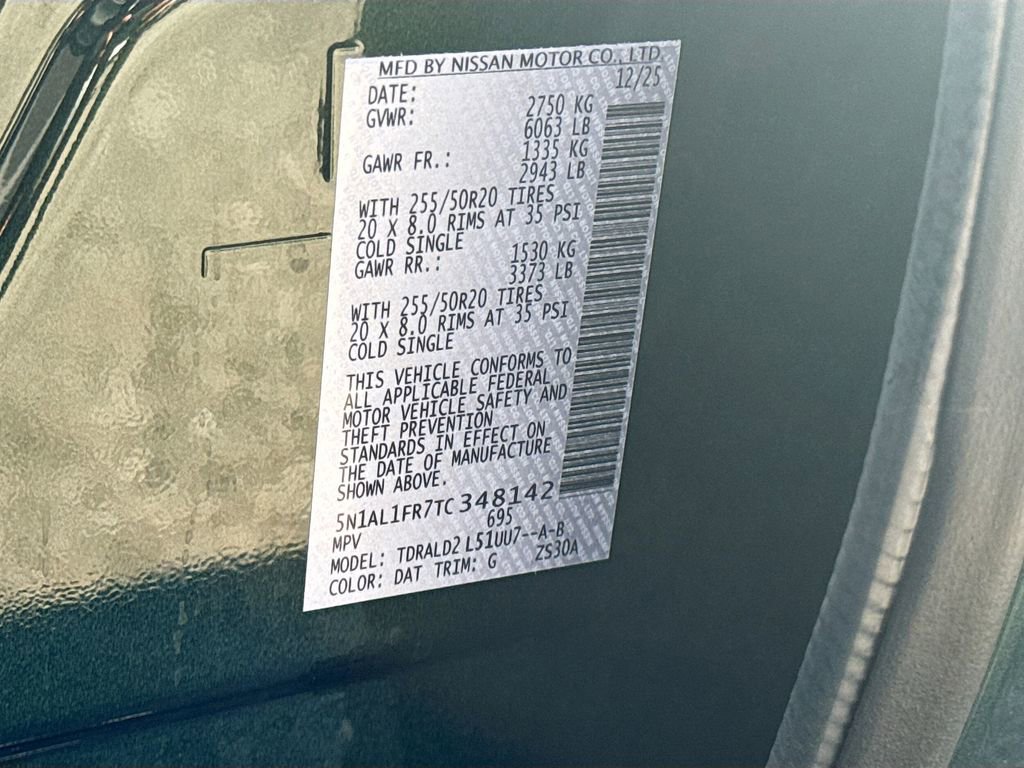 MFD BY NISSAN MOTOR CO., LTD
DATE: 12/25
GVWR: 2750 KG
6063 LB
GAWR FR.: 1335 KG
2943 LB
WITH 255/50R20 TIRES
20 X 8.0 RIMS AT 35 PSI
COLD SINGLE
GAWR RR.: 1530 KG
3373 LB
WITH 255/50R20 TIRES
20 X 8.0 RIMS AT 35 PSI
COLD SINGLE
THIS VEHICLE CONFORMS TO
ALL APPLICABLE FEDERAL
MOTOR VEHICLE SAFETY AND
THEFT PREVENTION
STANDARDS IN EFFECT ON
THE DATE OF MANUFACTURE
SHOWN ABOVE.
5N1AL1FR7TC348142
MPV 695
MODEL: TDRALD2 L51UU7--A-B
COLOR: DAT TRIM: G ZS30A